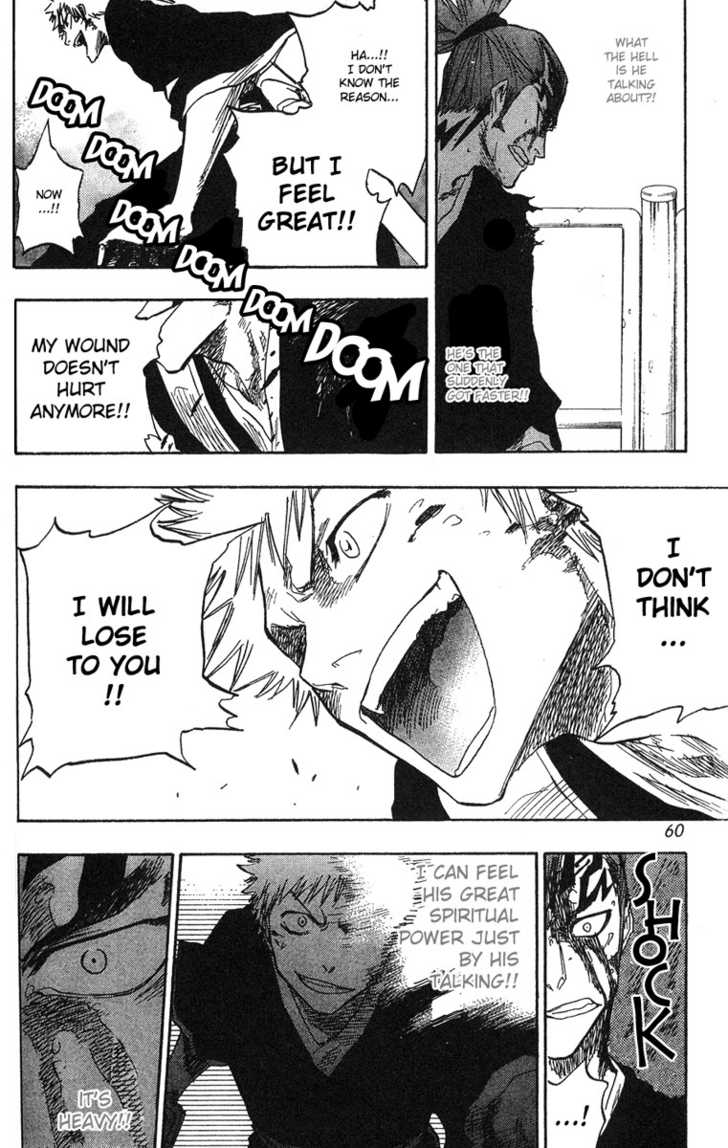 WHAT
THE HELL
IS HE
TALKING
ABOUT?!
HE'S THE
ONE THAT
SUDDENLY
GOT FASTER!!
HA...!!
I DON'T
KNOW THE
REASON...
BUT I
FEEL
GREAT!!
NOW
...!!
DOOM
DOOM
DOOM
DOOM
DOOM
DOOM
MY WOUND
DOESN'T
HURT
ANYMORE!!
I
DON'T
THINK
...
I WILL
LOSE
TO YOU
!!
60
SHOCK
...!
I CAN FEEL
HIS GREAT
SPIRITUAL
POWER JUST
BY HIS
TALKING!!
IT'S
HEAVY!!